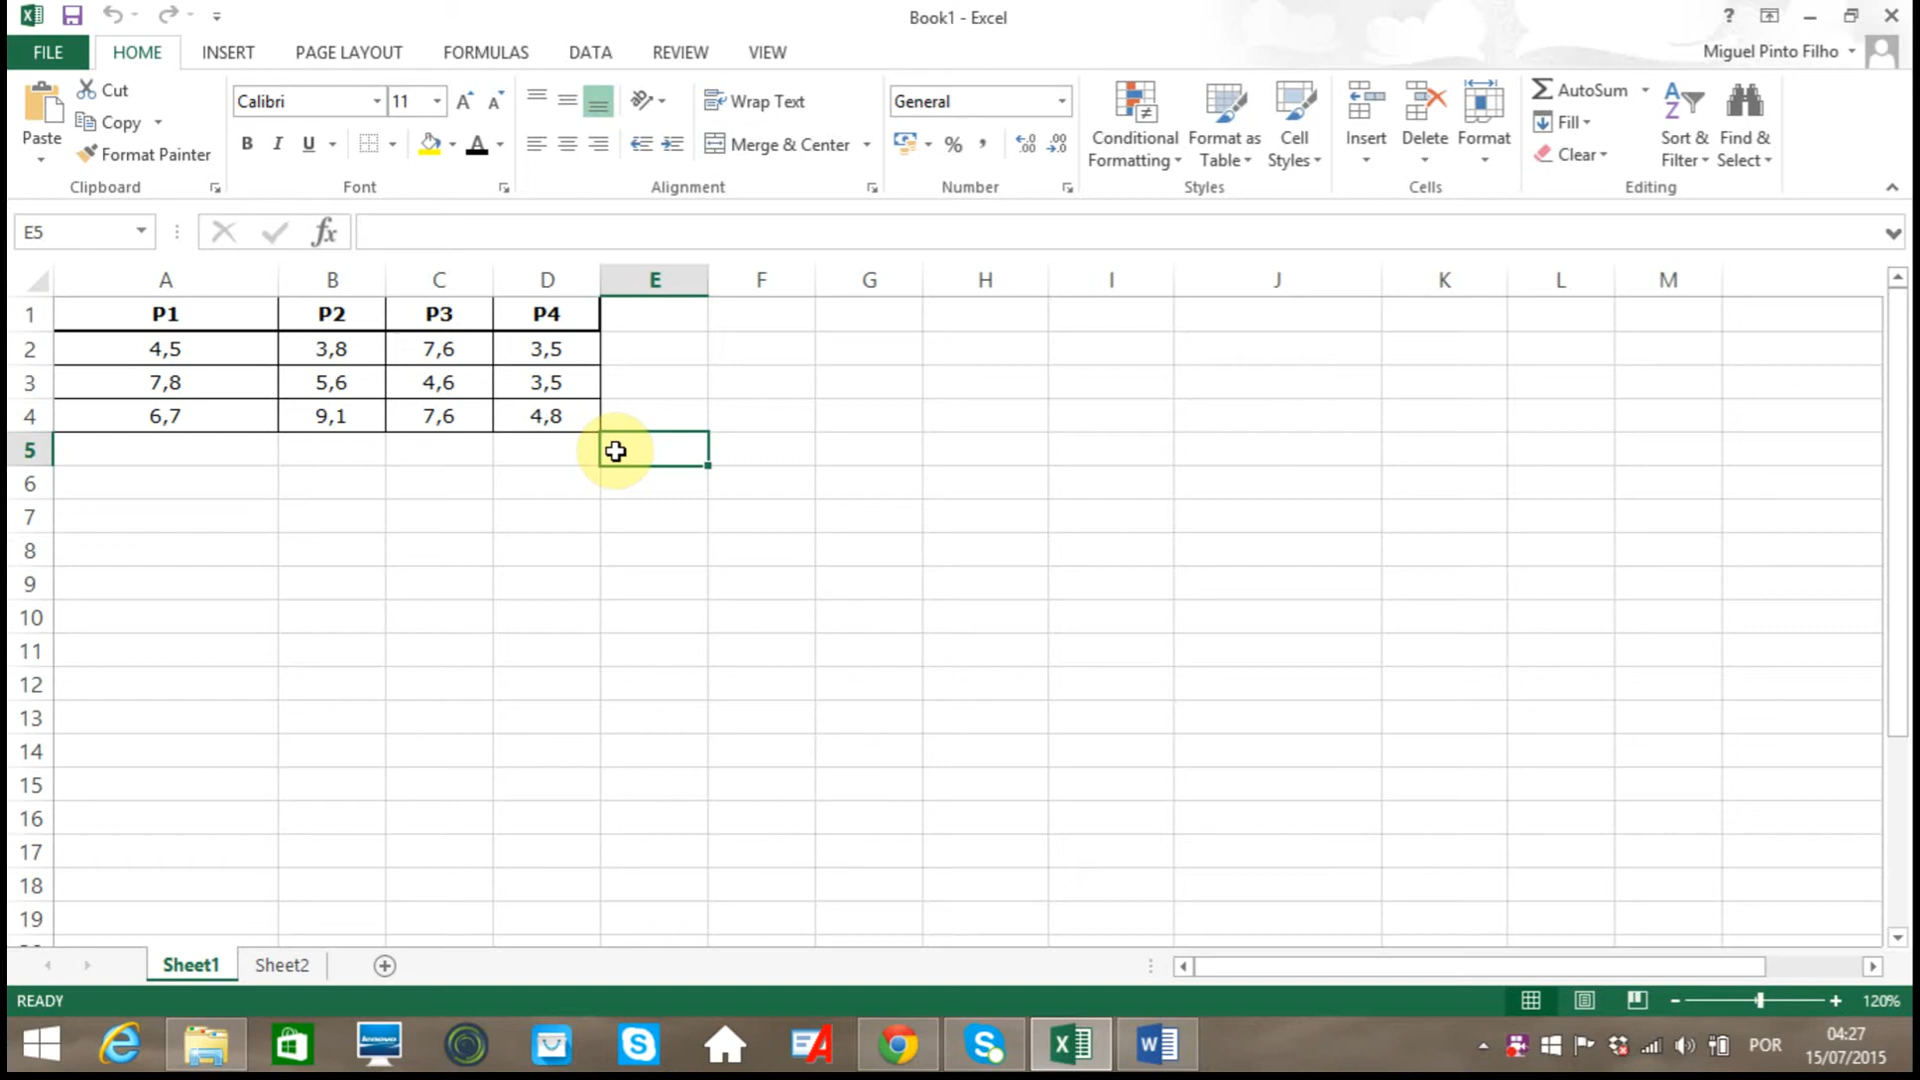 Book1 - Excel
?
FILE HOME INSERT PAGE LAYOUT FORMULAS DATA REVIEW VIEW
Miguel Pinto Filho
Paste
Cut
Copy
Format Painter
Clipboard
Calibri 11
B I U
Font
Wrap Text
Merge & Center
Alignment
General
%
Number
Conditional Formatting
Format as Table
Cell Styles
Styles
Insert
Delete
Format
Cells
AutoSum
Fill
Clear
Sort & Filter
Find & Select
Editing
E5
fx
A B C D E F G H I J K L M
1 P1 P2 P3 P4
2 4,5 3,8 7,6 3,5
3 7,8 5,6 4,6 3,5
4 6,7 9,1 7,6 4,8
5
6
7
8
9
10
11
12
13
14
15
16
17
18
19
Sheet1 Sheet2
READY
120%
lenovo
POR
04:27
15/07/2015